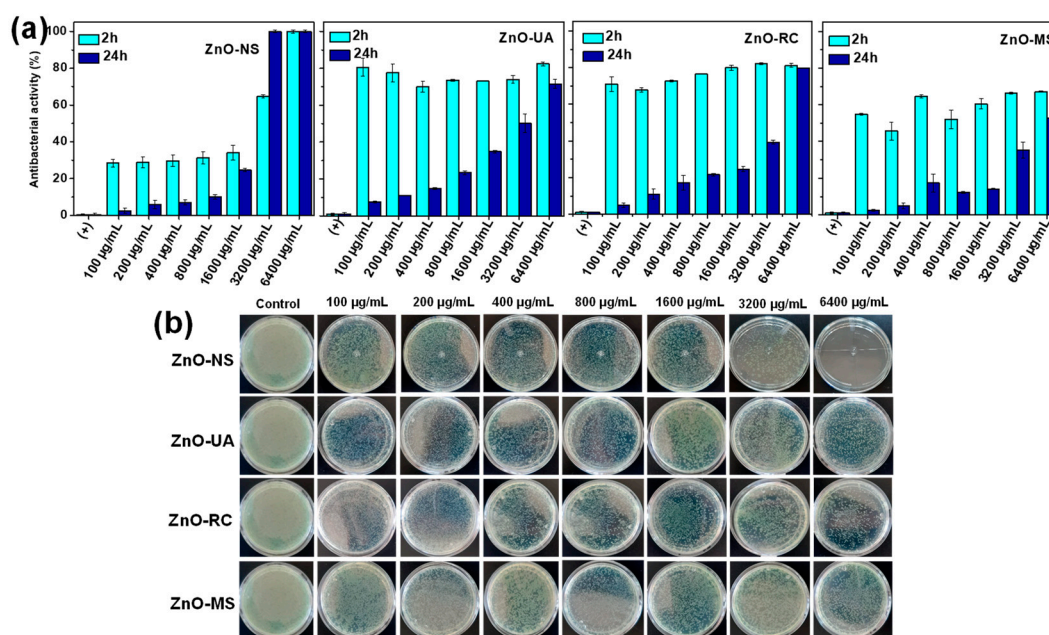 (a)
Antibacterial activity (%)
100
80
60
40
20
0
2h
24h
ZnO-NS
(+)
100 µg/mL
200 µg/mL
400 µg/mL
800 µg/mL
1600 µg/mL
3200 µg/mL
6400 µg/mL
2h
24h
ZnO-UA
(+)
100 µg/mL
200 µg/mL
400 µg/mL
800 µg/mL
1600 µg/mL
3200 µg/mL
6400 µg/mL
2h
24h
ZnO-RC
(+)
100 µg/mL
200 µg/mL
400 µg/mL
800 µg/mL
1600 µg/mL
3200 µg/mL
6400 µg/mL
2h
24h
ZnO-MS
(+)
100 µg/mL
200 µg/mL
400 µg/mL
800 µg/mL
1600 µg/mL
3200 µg/mL
6400 µg/mL
(b)
Control 100 µg/mL 200 µg/mL 400 µg/mL 800 µg/mL 1600 µg/mL 3200 µg/mL 6400 µg/mL
ZnO-NS
ZnO-UA
ZnO-RC
ZnO-MS